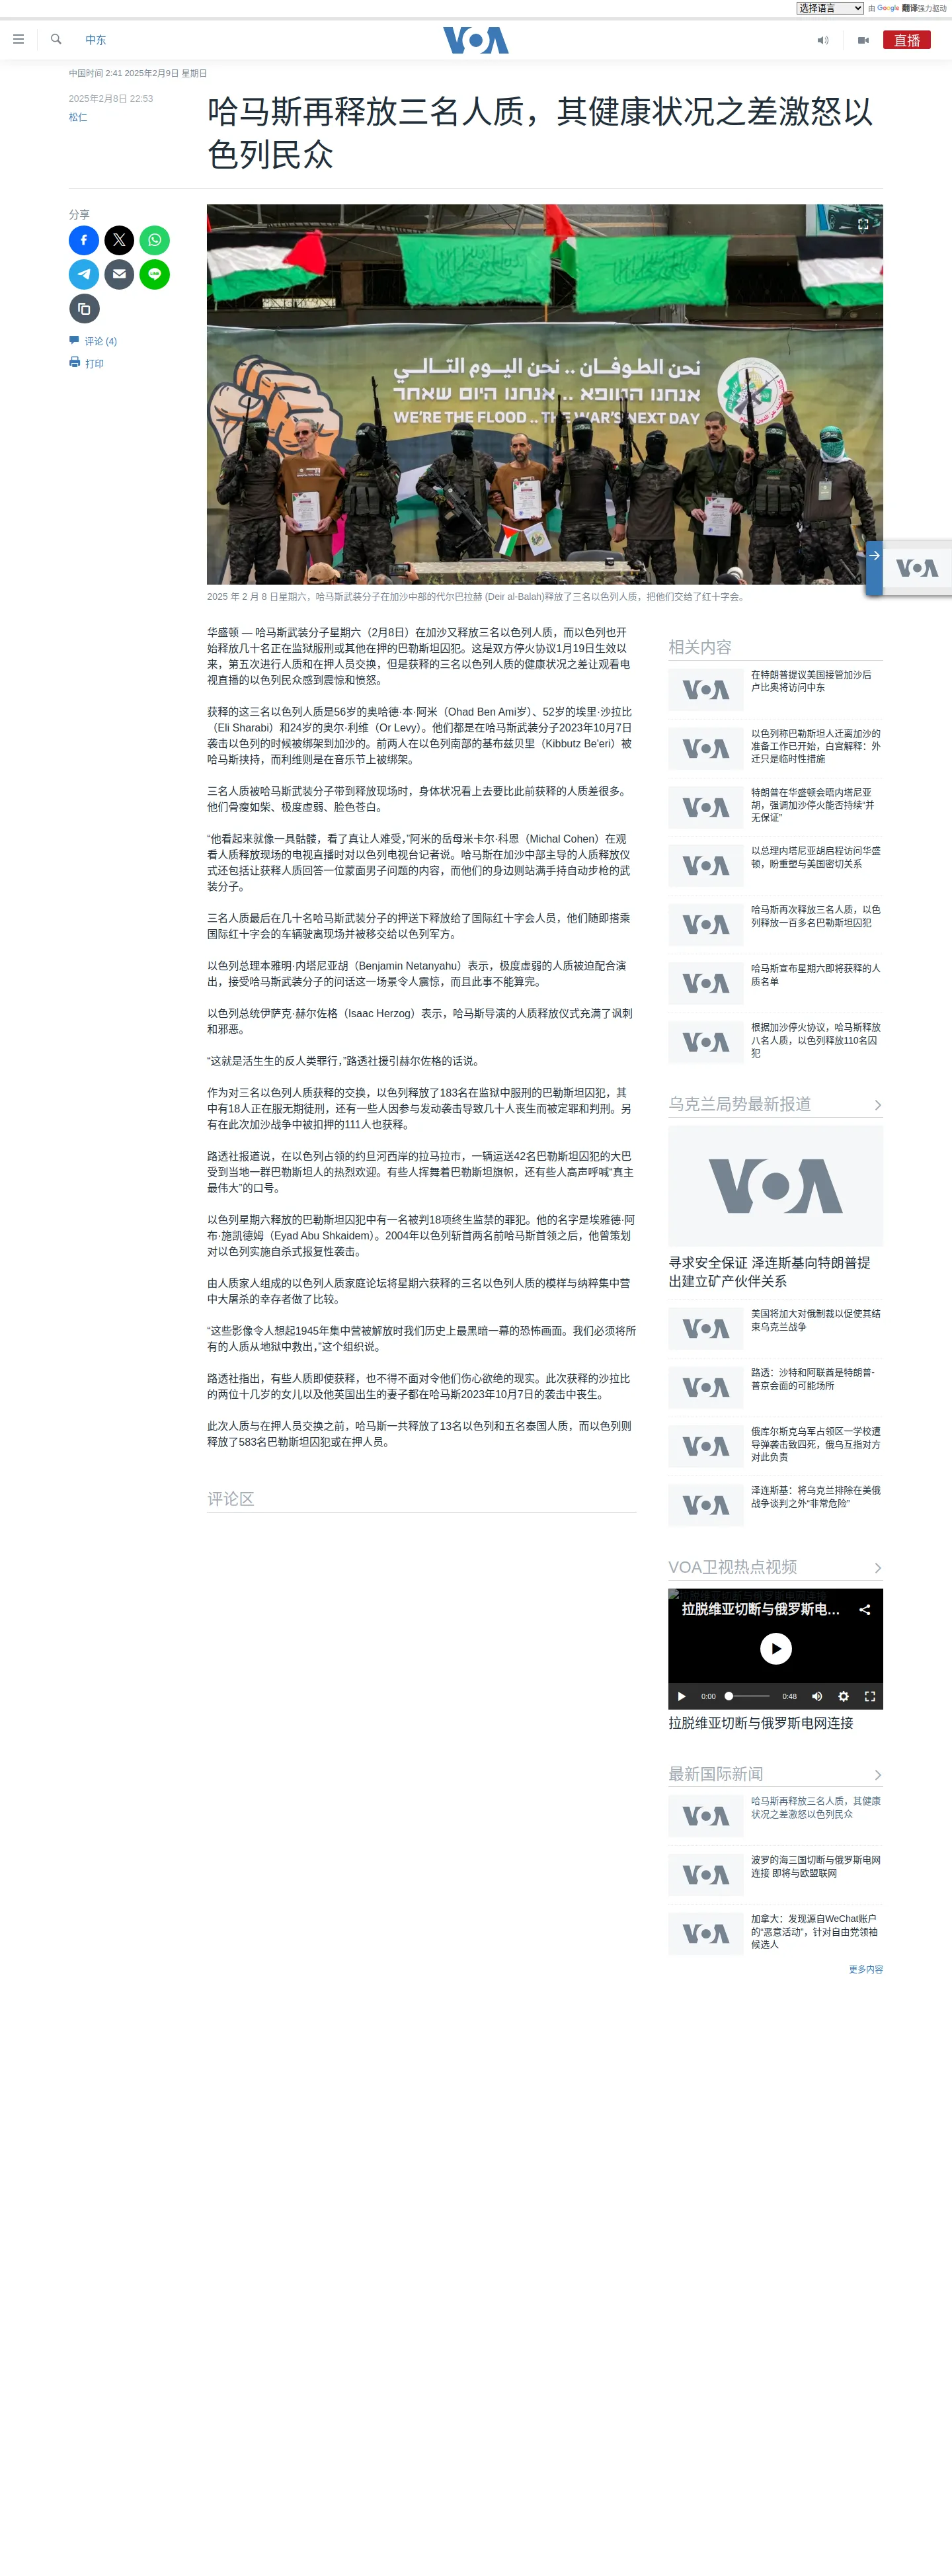 选择语言
由 Google 翻译强力驱动
中东
VOA
直播
中国时间 2:41 2025年2月9日 星期日
2025年2月8日 22:53
松仁
哈马斯再释放三名人质，其健康状况之差激怒以
色列民众
分享
LINE
评论 (4)
打印
نحن الطوفان .. نحن اليوم التالي
אנחנו המבול .. אנחנו היום שאחר
WE'RE THE FLOOD .. THE WAR'S NEXT DAY
2025 年 2 月 8 日星期六，哈马斯武装分子在加沙中部的代尔巴拉赫 (Deir al-Balah)释放了三名以色列人质，把他们交给了红十字会。
VOA
华盛顿 — 哈马斯武装分子星期六（2月8日）在加沙又释放三名以色列人质，而以色列也开
始释放几十名正在监狱服刑或其他在押的巴勒斯坦囚犯。这是双方停火协议1月19日生效以
来，第五次进行人质和在押人员交换，但是获释的三名以色列人质的健康状况之差让观看电
视直播的以色列民众感到震惊和愤怒。
获释的这三名以色列人质是56岁的奥哈德·本·阿米（Ohad Ben Ami岁）、52岁的埃里·沙拉比
（Eli Sharabi）和24岁的奥尔·利维（Or Levy）。他们都是在哈马斯武装分子2023年10月7日
袭击以色列的时候被绑架到加沙的。前两人在以色列南部的基布兹贝里（Kibbutz Be'eri）被
哈马斯挟持，而利维则是在音乐节上被绑架。
三名人质被哈马斯武装分子带到释放现场时，身体状况看上去要比此前获释的人质差很多。
他们骨瘦如柴、极度虚弱、脸色苍白。
“他看起来就像一具骷髅，看了真让人难受，”阿米的岳母米卡尔·科恩（Michal Cohen）在观
看人质释放现场的电视直播时对以色列电视台记者说。哈马斯在加沙中部主导的人质释放仪
式还包括让获释人质回答一位蒙面男子问题的内容，而他们的身边则站满手持自动步枪的武
装分子。
三名人质最后在几十名哈马斯武装分子的押送下释放给了国际红十字会人员，他们随即搭乘
国际红十字会的车辆驶离现场并被移交给以色列军方。
以色列总理本雅明·内塔尼亚胡（Benjamin Netanyahu）表示，极度虚弱的人质被迫配合演
出，接受哈马斯武装分子的问话这一场景令人震惊，而且此事不能算完。
以色列总统伊萨克·赫尔佐格（Isaac Herzog）表示，哈马斯导演的人质释放仪式充满了讽刺
和邪恶。
“这就是活生生的反人类罪行，”路透社援引赫尔佐格的话说。
作为对三名以色列人质获释的交换，以色列释放了183名在监狱中服刑的巴勒斯坦囚犯，其
中有18人正在服无期徒刑，还有一些人因参与发动袭击导致几十人丧生而被定罪和判刑。另
有在此次加沙战争中被扣押的111人也获释。
路透社报道说，在以色列占领的约旦河西岸的拉马拉市，一辆运送42名巴勒斯坦囚犯的大巴
受到当地一群巴勒斯坦人的热烈欢迎。有些人挥舞着巴勒斯坦旗帜，还有些人高声呼喊“真主
最伟大”的口号。
以色列星期六释放的巴勒斯坦囚犯中有一名被判18项终生监禁的罪犯。他的名字是埃雅德·阿
布·施凯德姆（Eyad Abu Shkaidem）。2004年以色列斩首两名前哈马斯首领之后，他曾策划
对以色列实施自杀式报复性袭击。
由人质家人组成的以色列人质家庭论坛将星期六获释的三名以色列人质的模样与纳粹集中营
中大屠杀的幸存者做了比较。
“这些影像令人想起1945年集中营被解放时我们历史上最黑暗一幕的恐怖画面。我们必须将所
有的人质从地狱中救出，”这个组织说。
路透社指出，有些人质即使获释，也不得不面对令他们伤心欲绝的现实。此次获释的沙拉比
的两位十几岁的女儿以及他英国出生的妻子都在哈马斯2023年10月7日的袭击中丧生。
此次人质与在押人员交换之前，哈马斯一共释放了13名以色列和五名泰国人质，而以色列则
释放了583名巴勒斯坦囚犯或在押人员。
评论区
相关内容
VOA
在特朗普提议美国接管加沙后
卢比奥将访问中东
VOA
以色列称巴勒斯坦人迁离加沙的
准备工作已开始，白宫解释：外
迁只是临时性措施
VOA
特朗普在华盛顿会晤内塔尼亚
胡，强调加沙停火能否持续“并
无保证”
VOA
以总理内塔尼亚胡启程访问华盛
顿，盼重塑与美国密切关系
VOA
哈马斯再次释放三名人质，以色
列释放一百多名巴勒斯坦囚犯
VOA
哈马斯宣布星期六即将获释的人
质名单
VOA
根据加沙停火协议，哈马斯释放
八名人质，以色列释放110名囚
犯
乌克兰局势最新报道
VOA
寻求安全保证 泽连斯基向特朗普提
出建立矿产伙伴关系
VOA
美国将加大对俄制裁以促使其结
束乌克兰战争
VOA
路透：沙特和阿联酋是特朗普-
普京会面的可能场所
VOA
俄库尔斯克乌军占领区一学校遭
导弹袭击致四死，俄乌互指对方
对此负责
VOA
泽连斯基：将乌克兰排除在美俄
战争谈判之外“非常危险”
VOA卫视热点视频
拉脱维亚切断与俄罗斯电...
0:00
0:48
拉脱维亚切断与俄罗斯电网连接
最新国际新闻
VOA
哈马斯再释放三名人质，其健康
状况之差激怒以色列民众
VOA
波罗的海三国切断与俄罗斯电网
连接 即将与欧盟联网
VOA
加拿大：发现源自WeChat账户
的“恶意活动”，针对自由党领袖
候选人
更多内容